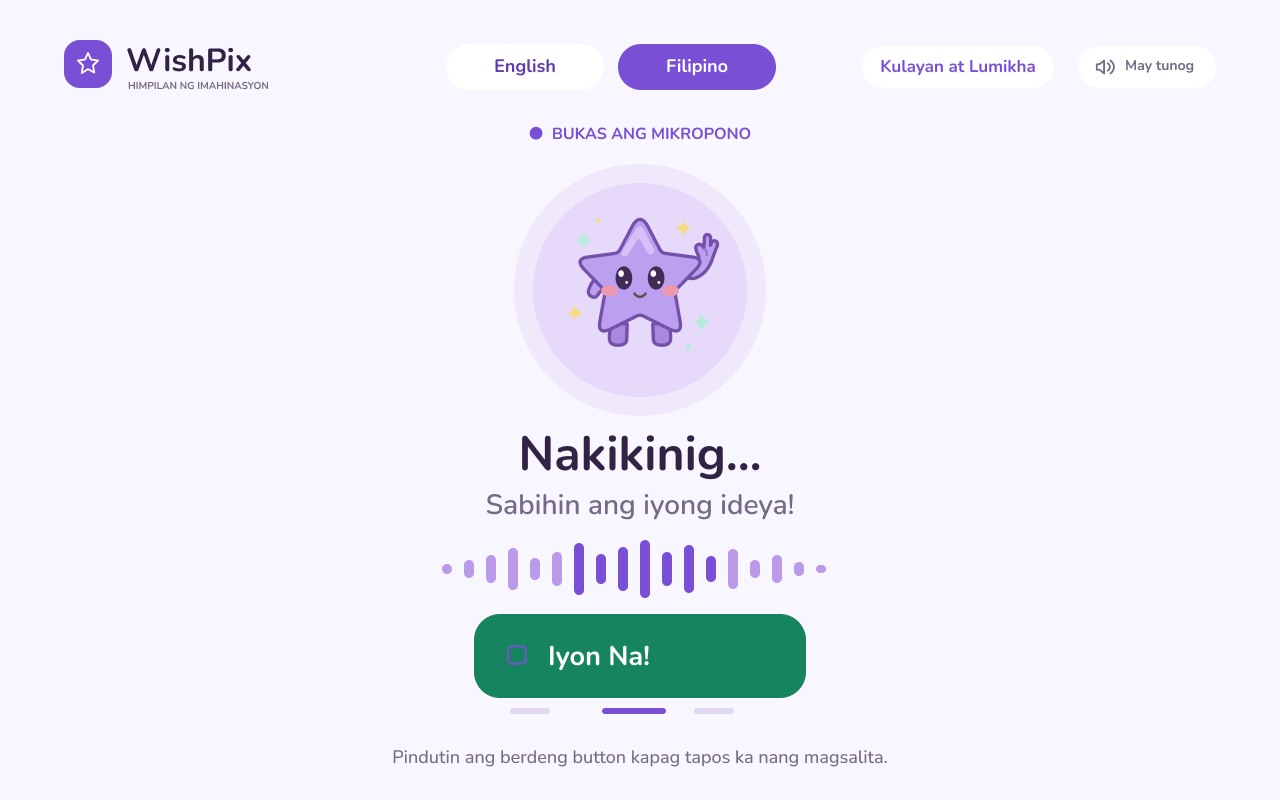 WishPix
HIMPILAN NG IMAHINASYON
English
Filipino
Kulayan at Lumikha
May tunog
BUKAS ANG MIKROPONO
Nakikinig...
Sabihin ang iyong ideya!
Iyon Na!
Pindutin ang berdeng button kapag tapos ka nang magsalita.